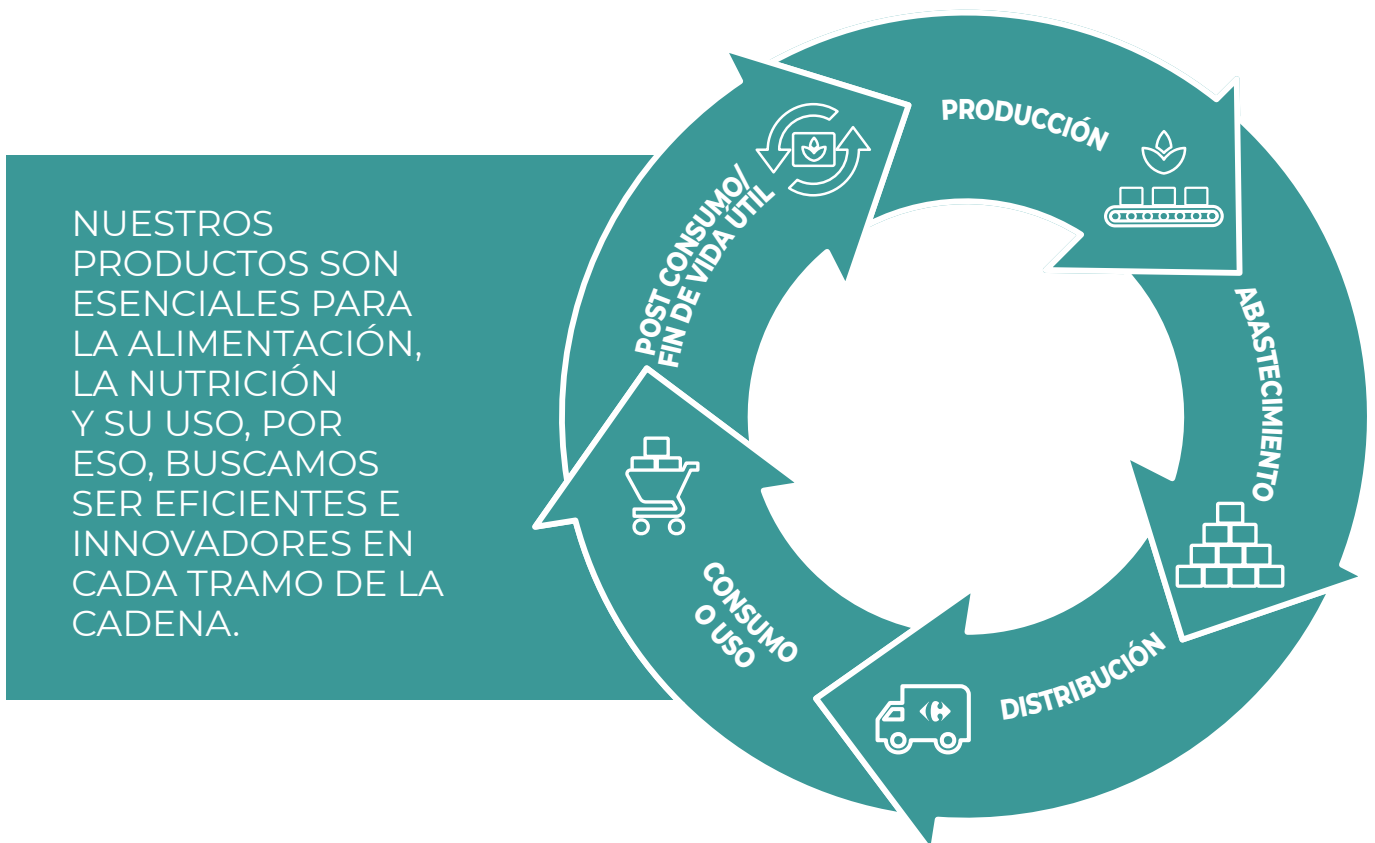 NUESTROS
PRODUCTOS SON
ESENCIALES PARA
LA ALIMENTACIÓN,
LA NUTRICIÓN
Y SU USO, POR
ESO, BUSCAMOS
SER EFICIENTES E
INNOVADORES EN
CADA TRAMO DE LA
CADENA.
PRODUCCIÓN
ABASTECIMIENTO
DISTRIBUCIÓN
CONSUMO
O USO
POST CONSUMO/
FIN DE VIDA ÚTIL